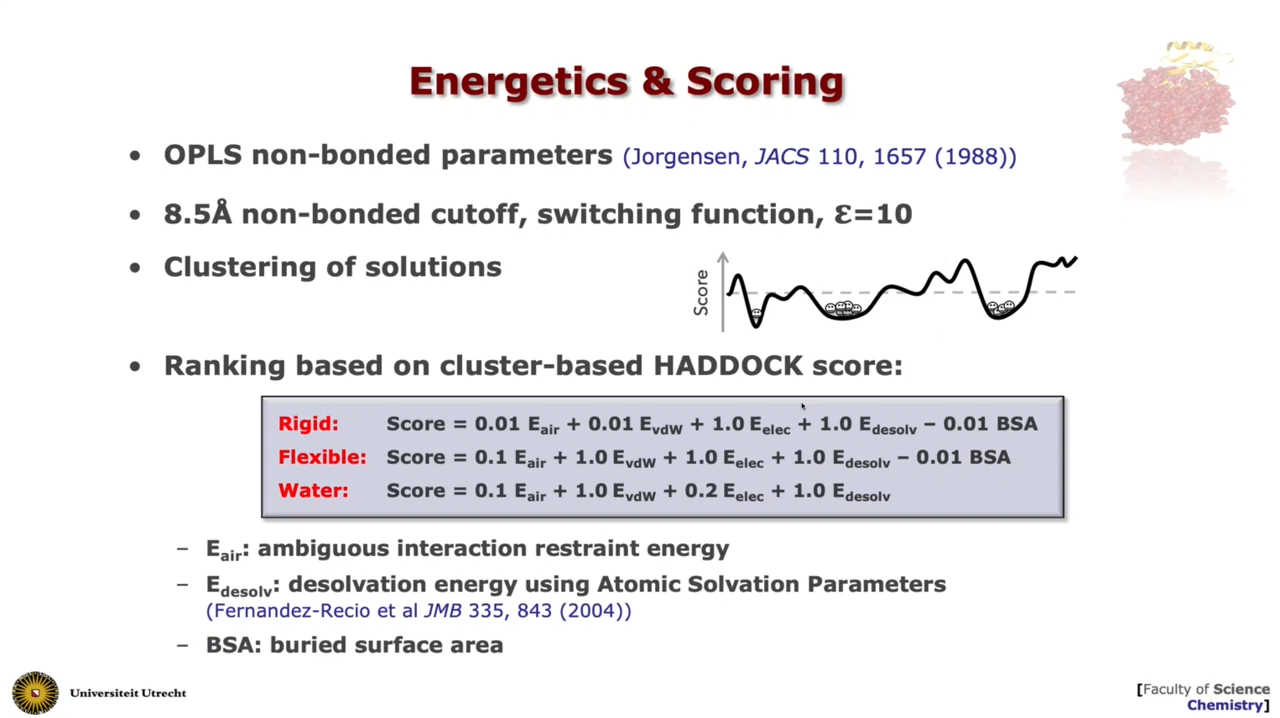 Energetics & Scoring
• OPLS non-bonded parameters (Jorgensen, JACS 110, 1657 (1988))
• 8.5Å non-bonded cutoff, switching function, ε=10
• Clustering of solutions
Score
• Ranking based on cluster-based HADDOCK score:
Rigid: Score = 0.01 Eair + 0.01 EvdW + 1.0 Eelec + 1.0 Edesolv – 0.01 BSA
Flexible: Score = 0.1 Eair + 1.0 EvdW + 1.0 Eelec + 1.0 Edesolv – 0.01 BSA
Water: Score = 0.1 Eair + 1.0 EvdW + 0.2 Eelec + 1.0 Edesolv
– Eair: ambiguous interaction restraint energy
– Edesolv: desolvation energy using Atomic Solvation Parameters
(Fernandez-Recio et al JMB 335, 843 (2004))
– BSA: buried surface area
Universiteit Utrecht
[Faculty of Science
Chemistry]